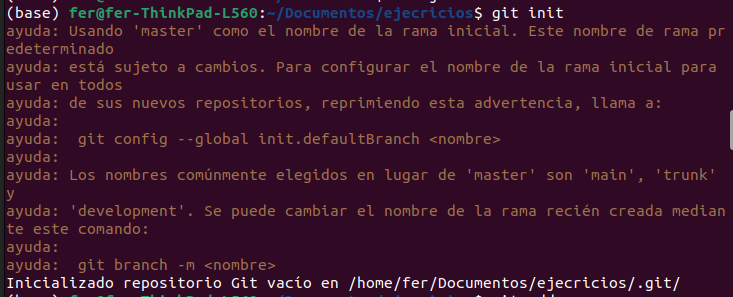 (base) fer@fer-ThinkPad-L560:~/Documentos/ejecricios$ git init
ayuda: Usando 'master' como el nombre de la rama inicial. Este nombre de rama pr
edeterminado
ayuda: está sujeto a cambios. Para configurar el nombre de la rama inicial para
usar en todos
ayuda: de sus nuevos repositorios, reprimiendo esta advertencia, llama a:
ayuda:
ayuda:  git config --global init.defaultBranch <nombre>
ayuda:
ayuda: Los nombres comúnmente elegidos en lugar de 'master' son 'main', 'trunk'
y
ayuda: 'development'. Se puede cambiar el nombre de la rama recién creada median
te este comando:
ayuda:
ayuda:  git branch -m <nombre>
Inicializado repositorio Git vacío en /home/fer/Documentos/ejecricios/.git/